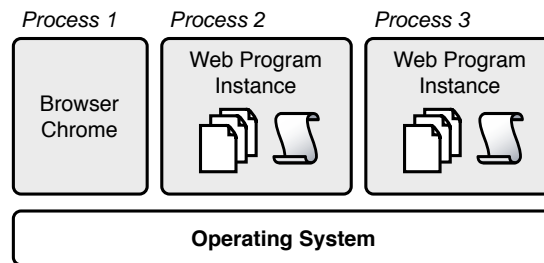 Process 1
Process 2
Process 3
Browser
Chrome
Web Program
Instance
Web Program
Instance
Operating System